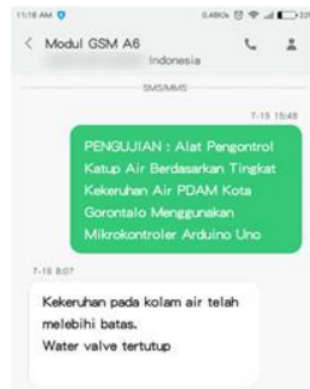 11:18 AM
0.48K/s
Modul GSM A6
Indonesia
SMS/MMS
7-15 15:48
PENGUJIAN : Alat Pengontrol
Katup Air Berdasarkan Tingkat
Kekeruhan Air PDAM Kota
Gorontalo Menggunakan
Mikrokontroler Arduino Uno
7-16 8:07
Kekeruhan pada kolam air telah
melebihi batas.
Water valve tertutup